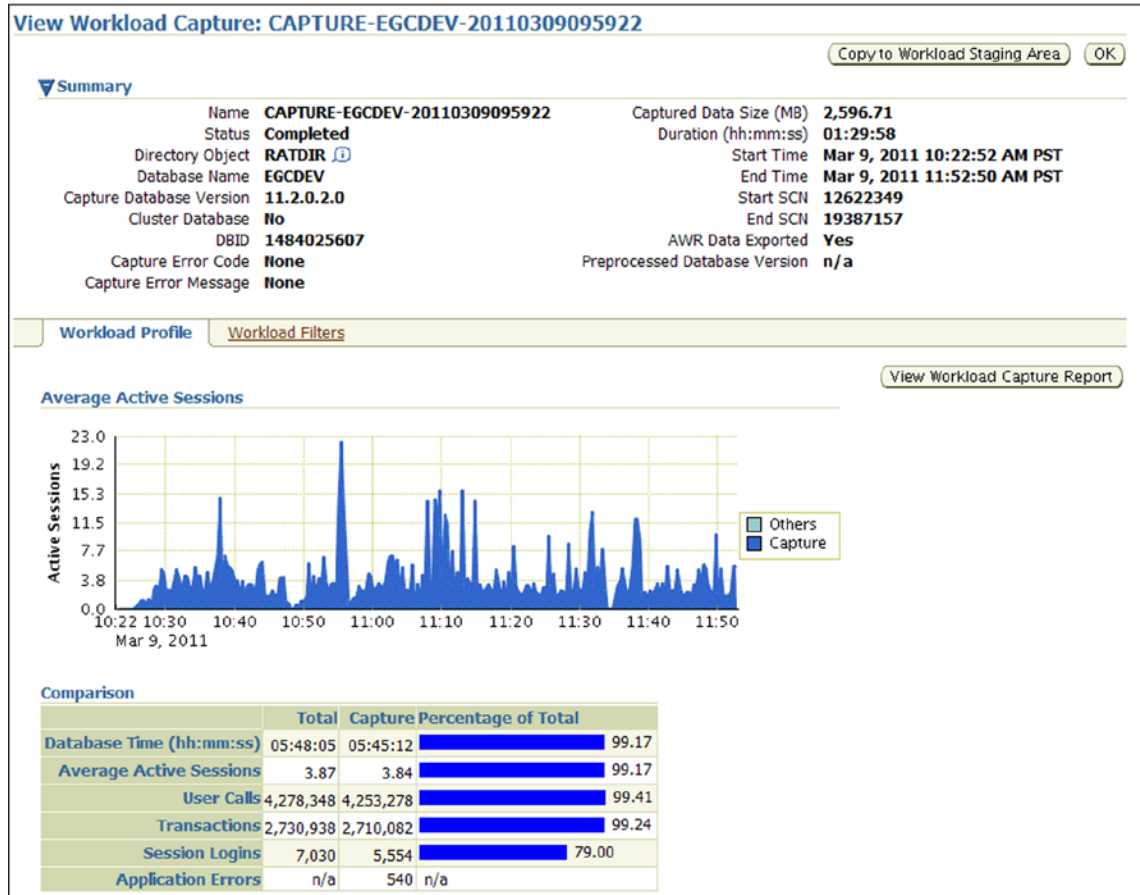 View Workload Capture: CAPTURE-EGCDEV-20110309095922
Copy to Workload Staging Area OK
Summary
Name CAPTURE-EGCDEV-20110309095922 Captured Data Size (MB) 2,596.71
Status Completed Duration (hh:mm:ss) 01:29:58
Directory Object RATDIR Start Time Mar 9, 2011 10:22:52 AM PST
Database Name EGCDEV End Time Mar 9, 2011 11:52:50 AM PST
Capture Database Version 11.2.0.2.0 Start SCN 12622349
Cluster Database No End SCN 19387157
DBID 1484025607 AWR Data Exported Yes
Capture Error Code None Preprocessed Database Version n/a
Capture Error Message None
Workload Profile Workload Filters
View Workload Capture Report
Average Active Sessions
Active Sessions
23.0
19.2
15.3
11.5
7.7
3.8
0.0
10:22 10:30 10:40 10:50 11:00 11:10 11:20 11:30 11:40 11:50
Mar 9, 2011
Others
Capture
Comparison
Total Capture Percentage of Total
Database Time (hh:mm:ss) 05:48:05 05:45:12 99.17
Average Active Sessions 3.87 3.84 99.17
User Calls 4,278,348 4,253,278 99.41
Transactions 2,730,938 2,710,082 99.24
Session Logins 7,030 5,554 79.00
Application Errors n/a 540 n/a